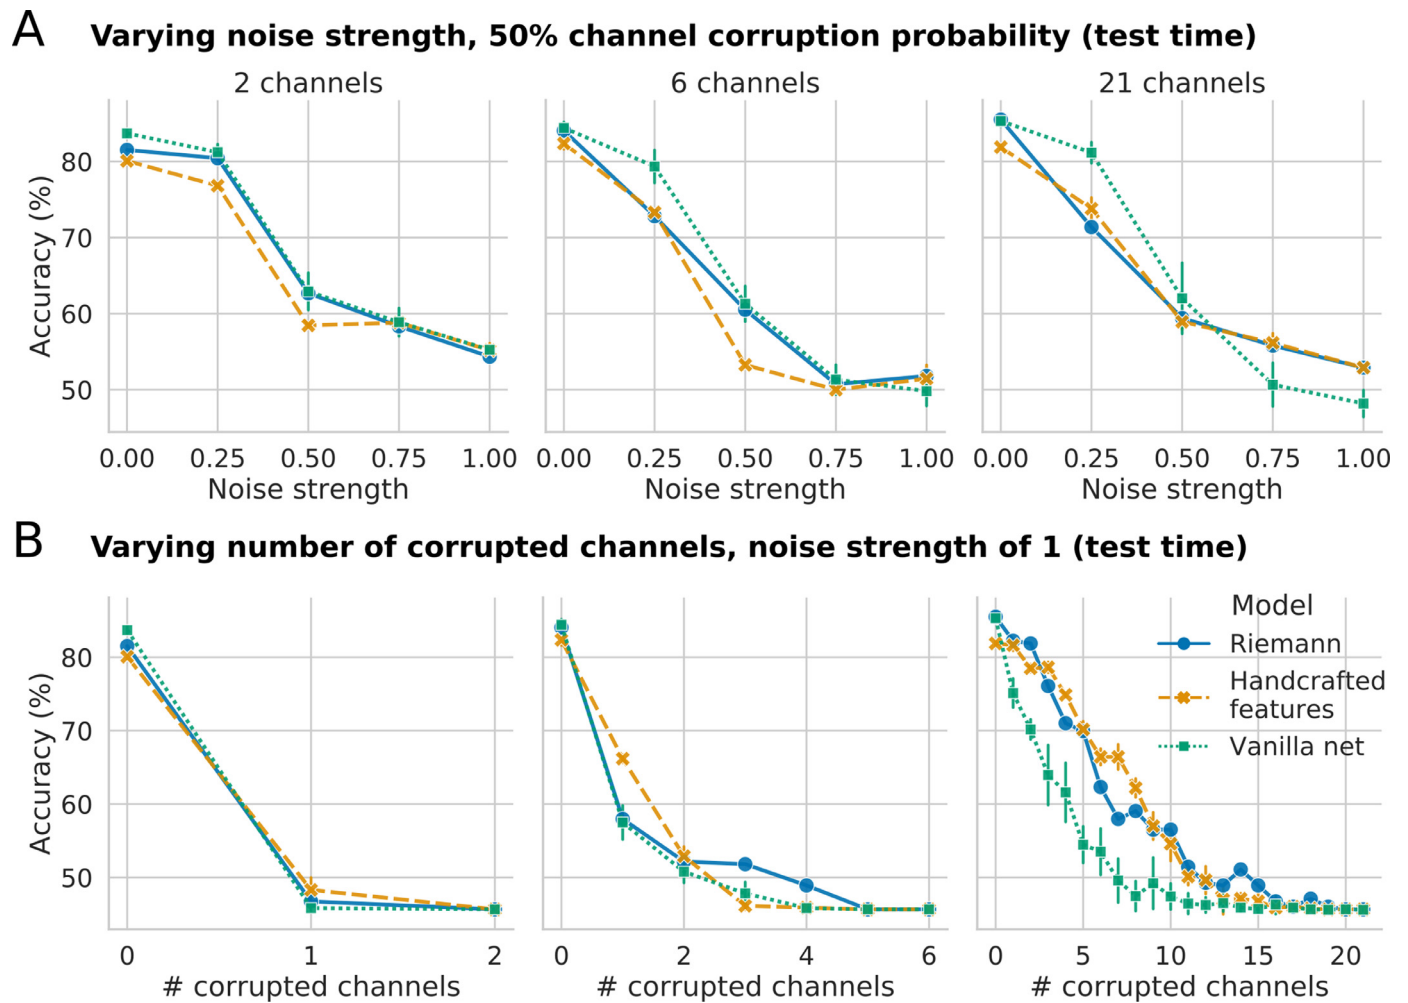 A Varying noise strength, 50% channel corruption probability (test time)
2 channels 6 channels 21 channels
Accuracy (%)
80
70
60
50
0.00 0.25 0.50 0.75 1.00 0.00 0.25 0.50 0.75 1.00 0.00 0.25 0.50 0.75 1.00
Noise strength Noise strength Noise strength
B Varying number of corrupted channels, noise strength of 1 (test time)
Accuracy (%)
80
70
60
50
Model
Riemann
Handcrafted
features
Vanilla net
0 1 2 0 2 4 6 0 5 10 15 20
# corrupted channels # corrupted channels # corrupted channels